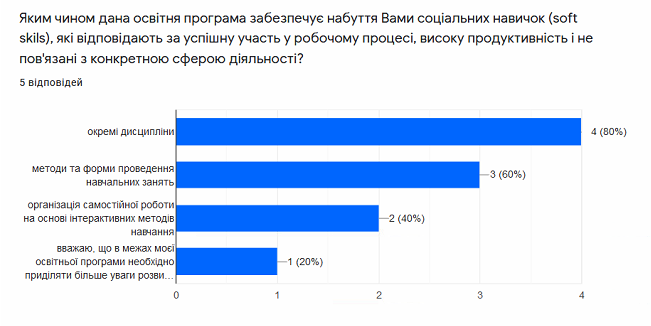 Яким чином дана освітня програма забезпечує набуття Вами соціальних навичок (soft
skils), які відповідають за успішну участь у робочому процесі, високу продуктивність і не
пов'язані з конкретною сферою діяльності?
5 відповідей
окремі дисципліни
4 (80%)
методи та форми проведення
навчальних занять
3 (60%)
організація самостійної роботи
на основі інтерактивних методів
навчання
2 (40%)
вважаю, що в межах моєї
освітньої програми необхідно
приділяти більше уваги розви...
1 (20%)
0 1 2 3 4